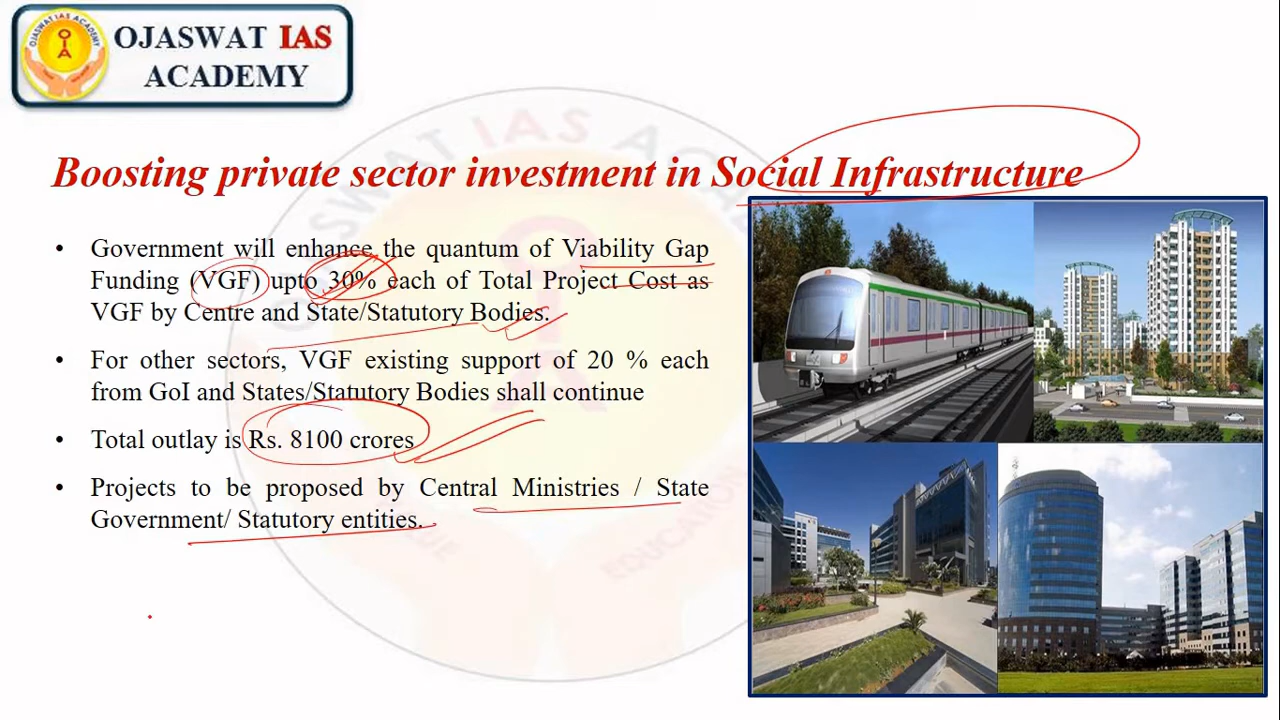 OJASWAT IAS
ACADEMY
OJASWAT IAS ACADEMY
Boosting private sector investment in Social Infrastructure
• Government will enhance the quantum of Viability Gap
Funding (VGF) upto 30% each of Total Project Cost as
VGF by Centre and State/Statutory Bodies.
• For other sectors, VGF existing support of 20 % each
from GoI and States/Statutory Bodies shall continue
• Total outlay is Rs. 8100 crores
• Projects to be proposed by Central Ministries / State
Government/ Statutory entities.